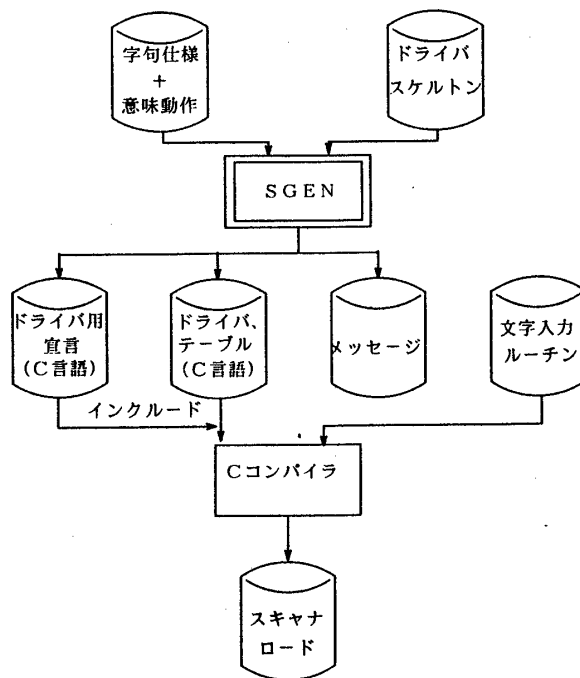 字句仕様
+
意味動作
ドライバ
スケルトン
SGEN
ドライバ用
宣言
(C言語)
ドライバ、
テーブル
(C言語)
メッセージ
文字入力
ルーチン
インクルード
Cコンパイラ
スキャナ
ロード